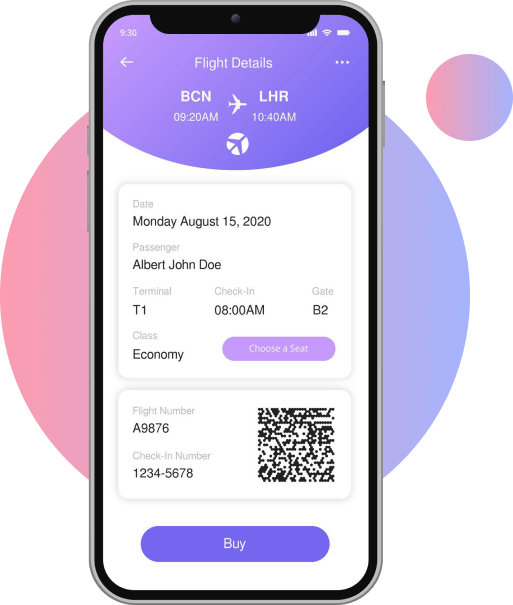 9:30
Flight Details
BCN LHR
09:20AM 10:40AM
Date
Monday August 15, 2020
Passenger
Albert John Doe
Terminal Check-In Gate
T1 08:00AM B2
Class
Economy
Choose a Seat
Flight Number
A9876
Check-In Number
1234-5678
Buy